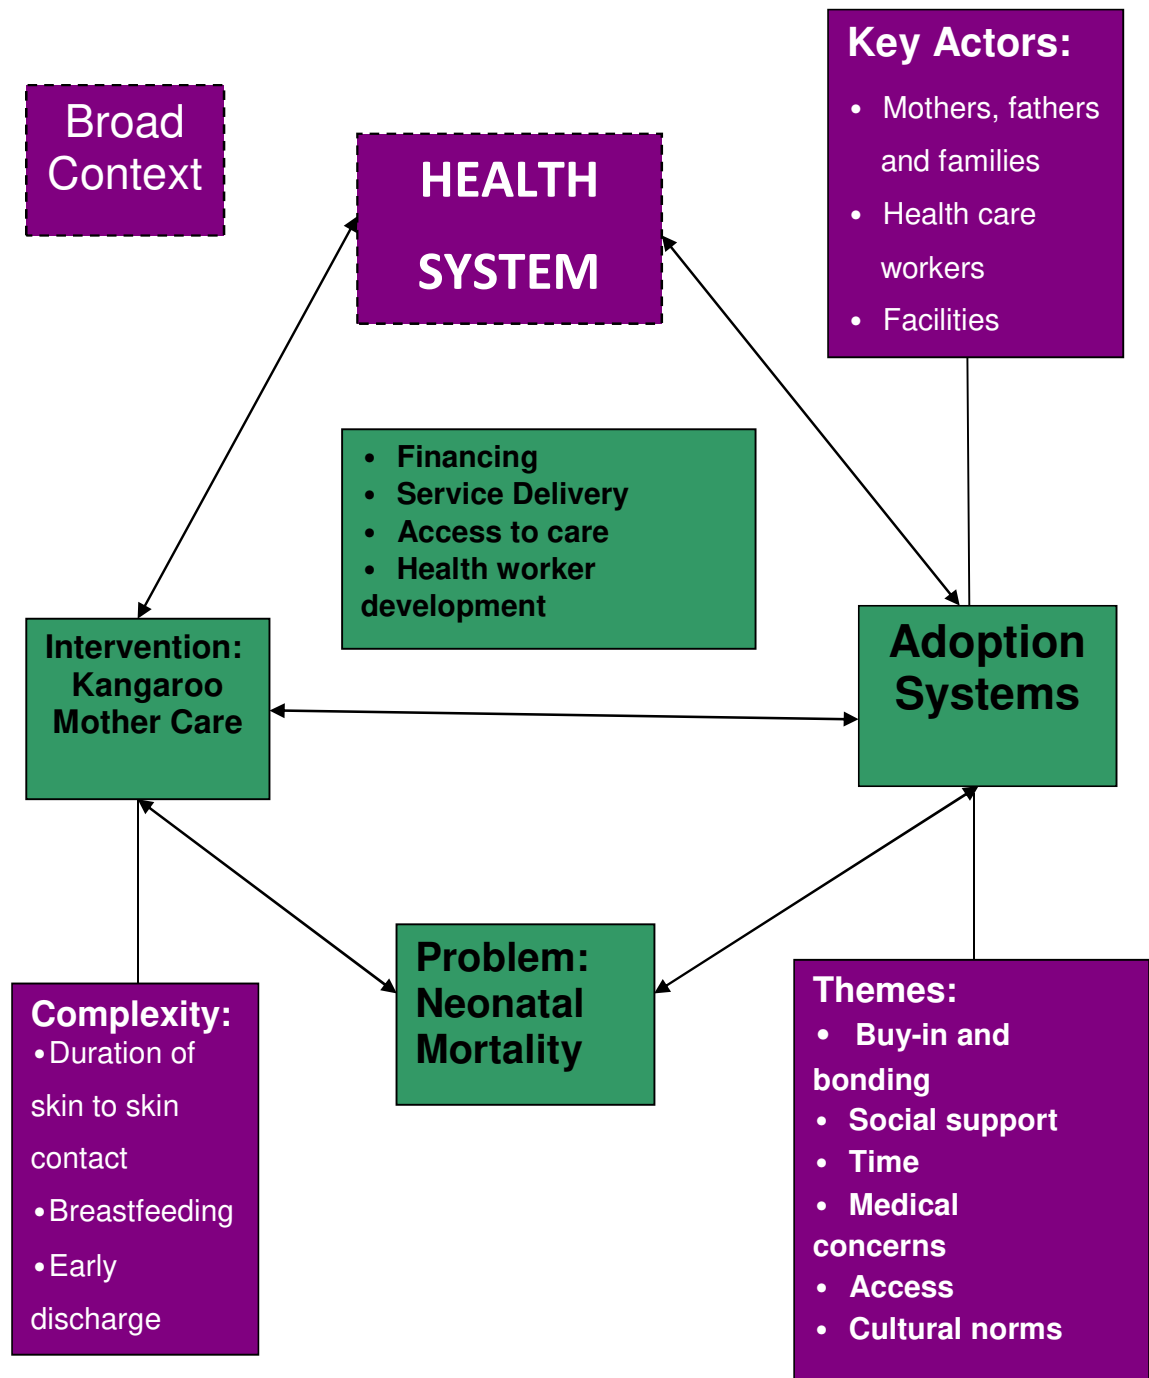 Key Actors:
• Mothers, fathers
and families
• Health care
workers
• Facilities
Broad
Context
HEALTH
SYSTEM
• Financing
• Service Delivery
• Access to care
• Health worker
development
Intervention:
Kangaroo
Mother Care
Adoption
Systems
Problem:
Neonatal
Mortality
Complexity:
•Duration of
skin to skin
contact
•Breastfeeding
•Early
discharge
Themes:
• Buy-in and
bonding
• Social support
• Time
• Medical
concerns
• Access
• Cultural norms